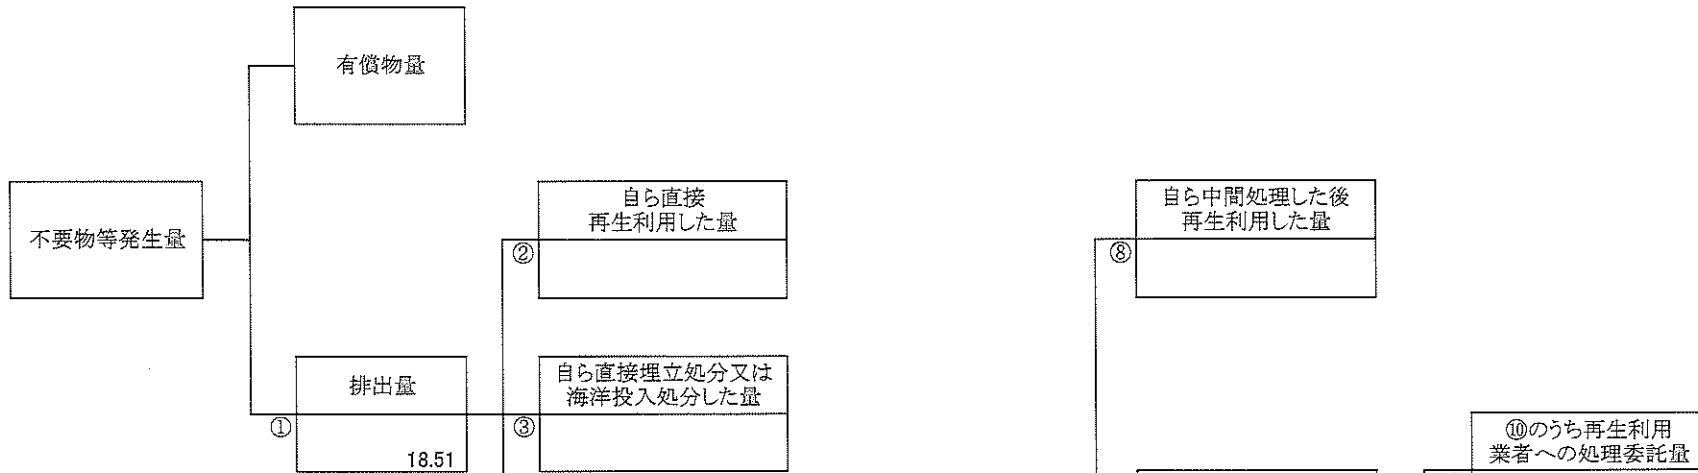 有償物量
不要物等発生量
自ら直接
再生利用した量
②
自ら中間処理した後
再生利用した量
⑧
排出量
①
18.51
自ら直接埋立処分又は
海洋投入処分した量
③
⑩のうち再生利用
業者への処理委託量